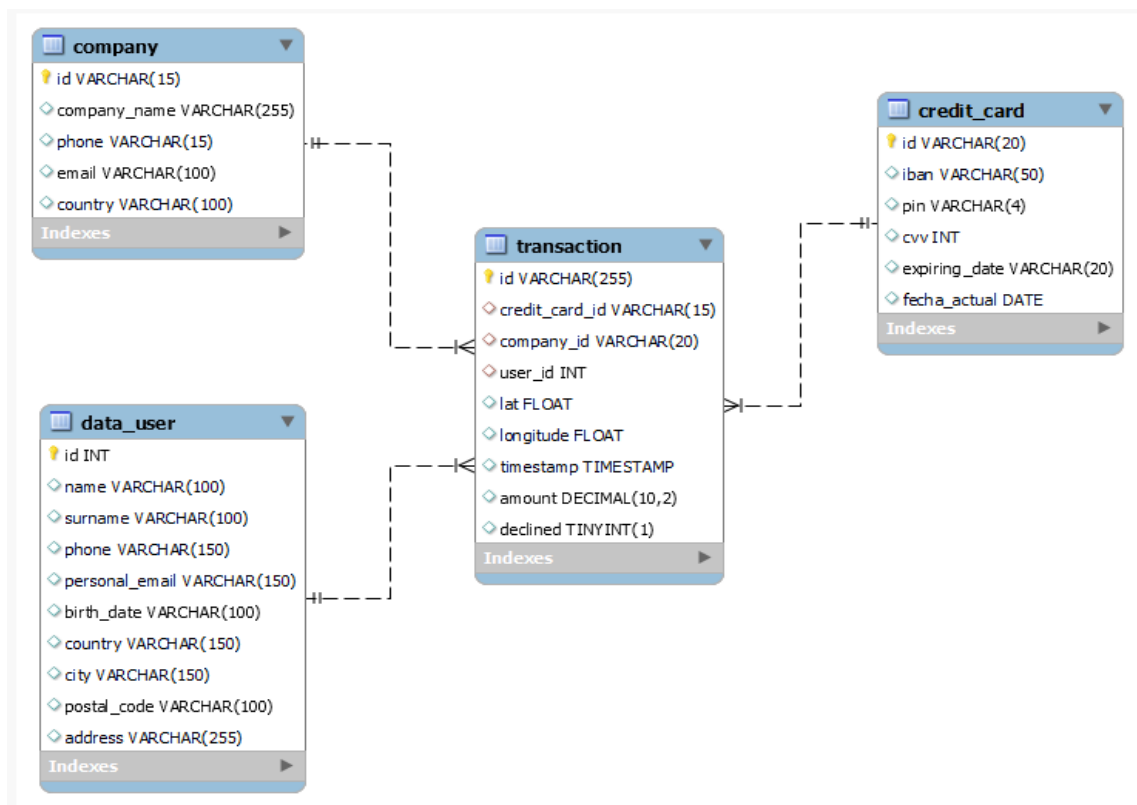 company
id VARCHAR(15)
company_name VARCHAR(255)
phone VARCHAR(15)
email VARCHAR(100)
country VARCHAR(100)
Indexes
credit_card
id VARCHAR(20)
iban VARCHAR(50)
pin VARCHAR(4)
cvv INT
expiring_date VARCHAR(20)
fecha_actual DATE
Indexes
transaction
id VARCHAR(255)
credit_card_id VARCHAR(15)
company_id VARCHAR(20)
user_id INT
lat FLOAT
longitude FLOAT
timestamp TIMESTAMP
amount DECIMAL(10,2)
declined TINYINT(1)
Indexes
data_user
id INT
name VARCHAR(100)
surname VARCHAR(100)
phone VARCHAR(150)
personal_email VARCHAR(150)
birth_date VARCHAR(100)
country VARCHAR(150)
city VARCHAR(150)
postal_code VARCHAR(100)
address VARCHAR(255)
Indexes